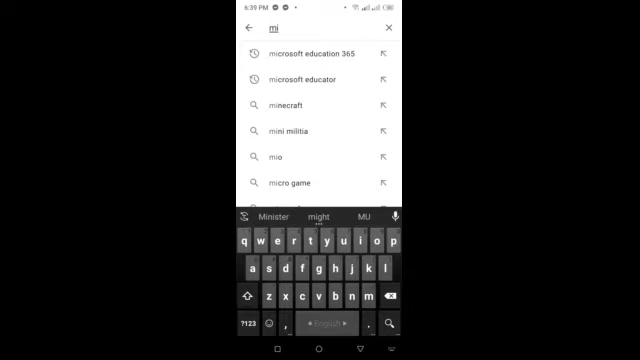 6:39 PM
mi
microsoft education 365
microsoft educator
minecraft
mini militia
mio
micro game
Minister might MU
q w e r t y u i o p
a s d f g h j k l
z x c v b n m
?123 , English .